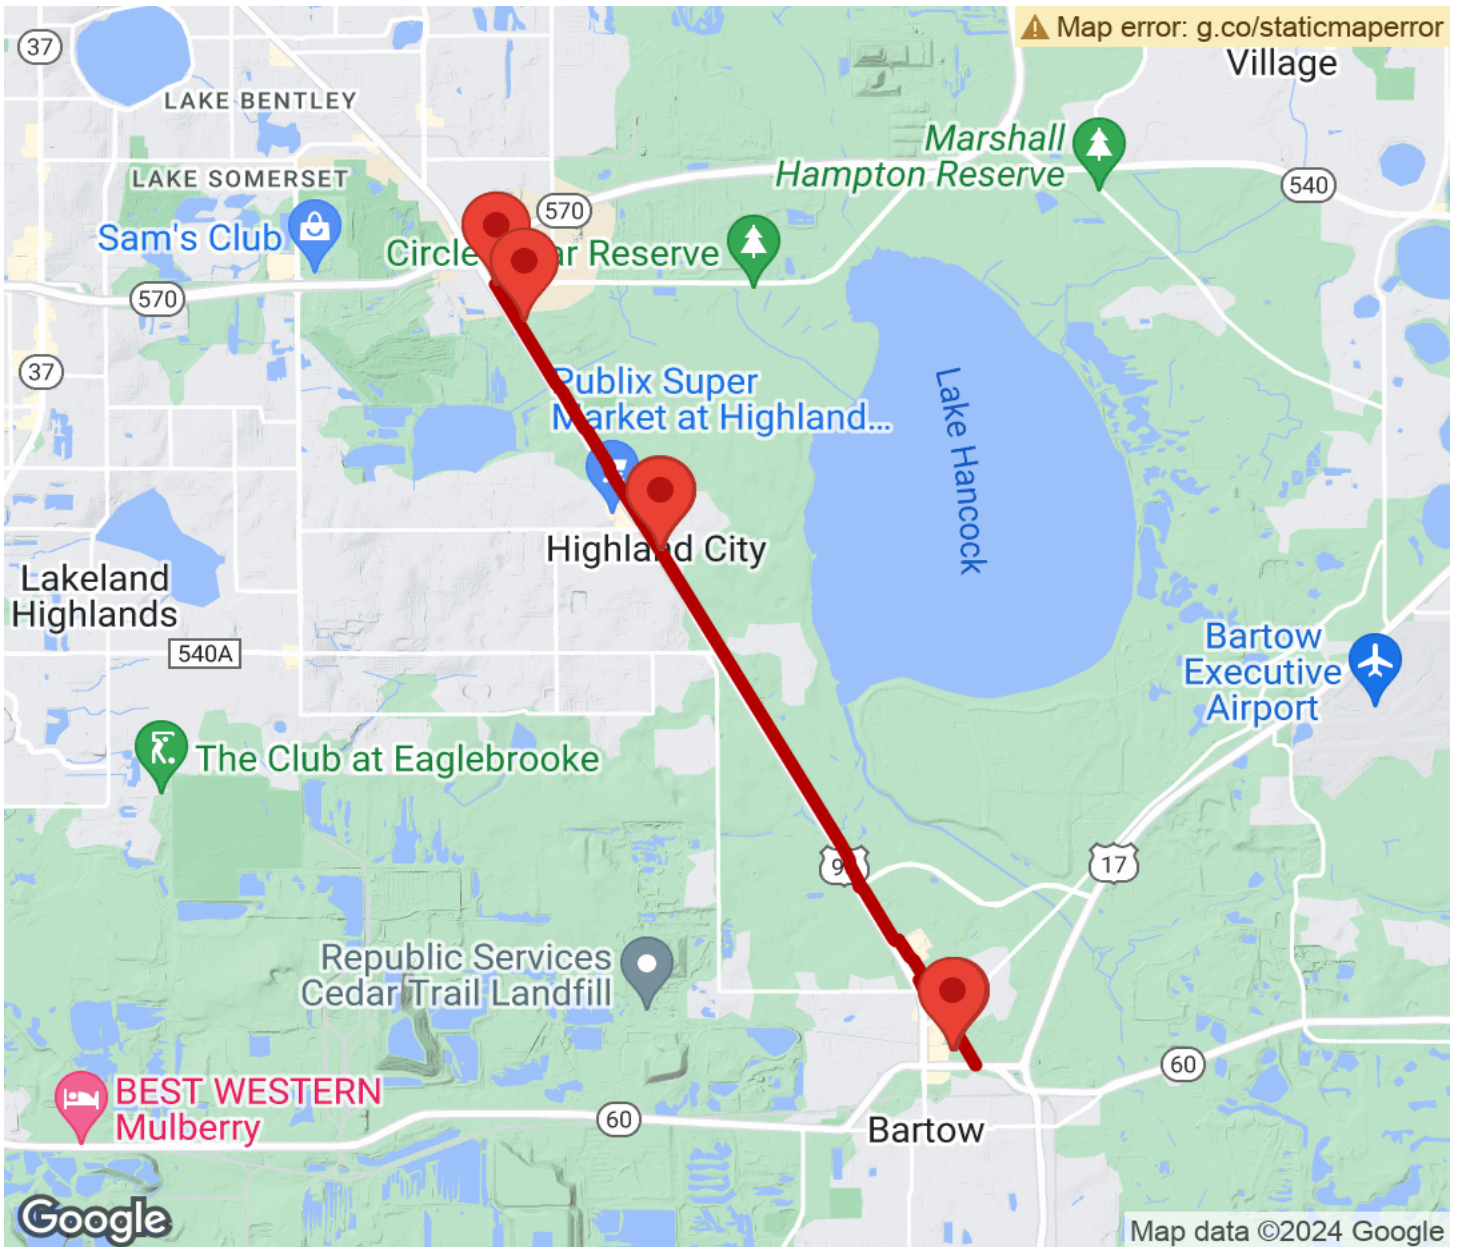 Map error: g.co/staticmaperror
37
Village
LAKE BENTLEY
Marshall
Hampton Reserve
LAKE SOMERSET
540
570
Sam's Club
Reserve
570
37
Publix Super
Market at Highland...
Lake Hancock
Highland City
Lakeland
Highlands
540A
Bartow
Executive
Airport
The Club at Eaglebrooke
9
17
Republic Services
Cedar Trail Landfill
60
BEST WESTERN
Mulberry
60
Bartow
Google
Map data ©2024 Google